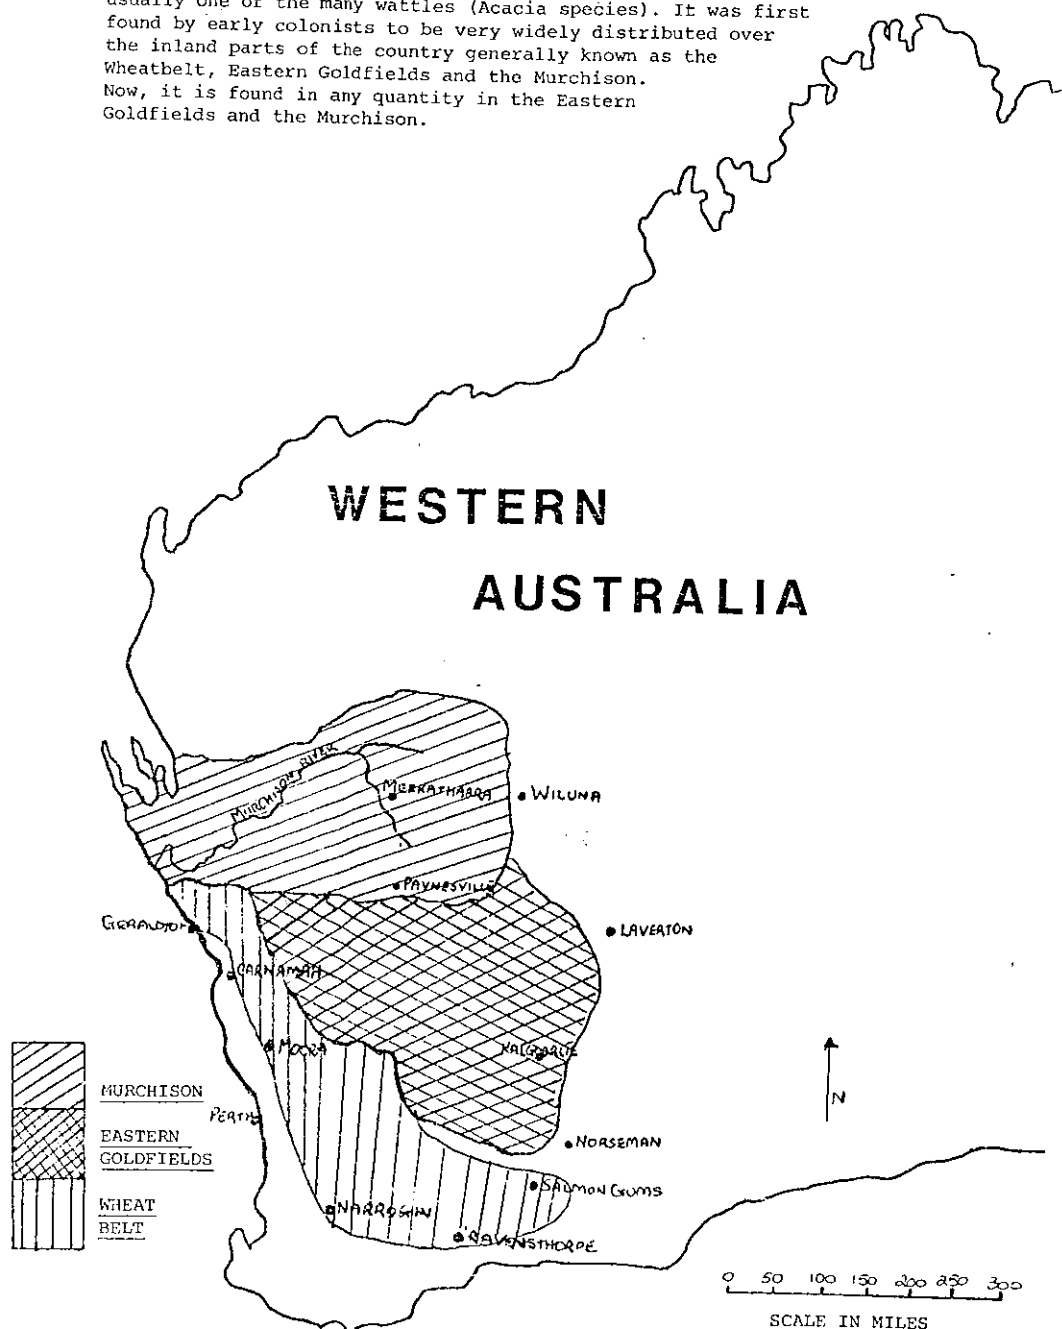 usually one of the many wattles (Acacia species). It was first
found by early colonists to be very widely distributed over
the inland parts of the country generally known as the
Wheatbelt, Eastern Goldfields and the Murchison.
Now, it is found in any quantity in the Eastern
Goldfields and the Murchison.
WESTERN
AUSTRALIA
MURCHISON RIVER
MEEKATHARRA
WILUNA
PAYNESVILLE
GERALDTON
LAVERTON
CARNAMAH
MOORA
KALGOORLIE
PERTH
N
NORSEMAN
SALMON GUMS
NARROGIN
RAVENSTHORPE
MURCHISON
EASTERN
GOLDFIELDS
WHEAT
BELT
0 50 100 150 200 250 300
SCALE IN MILES